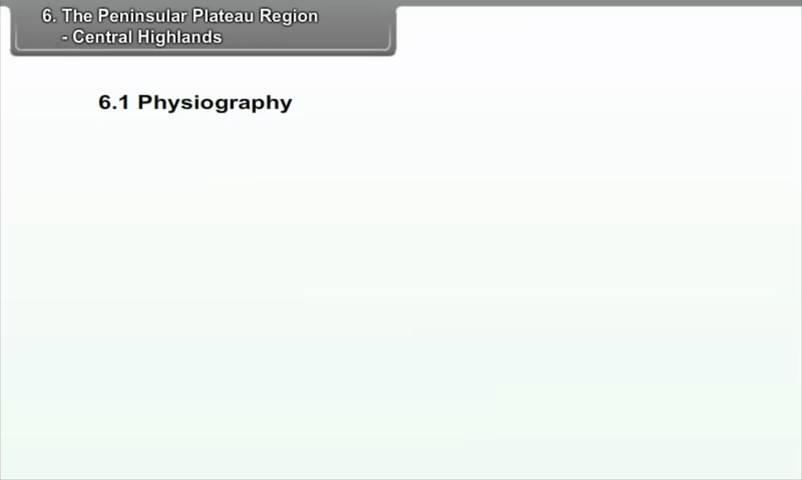 6. The Peninsular Plateau Region
- Central Highlands
6.1 Physiography